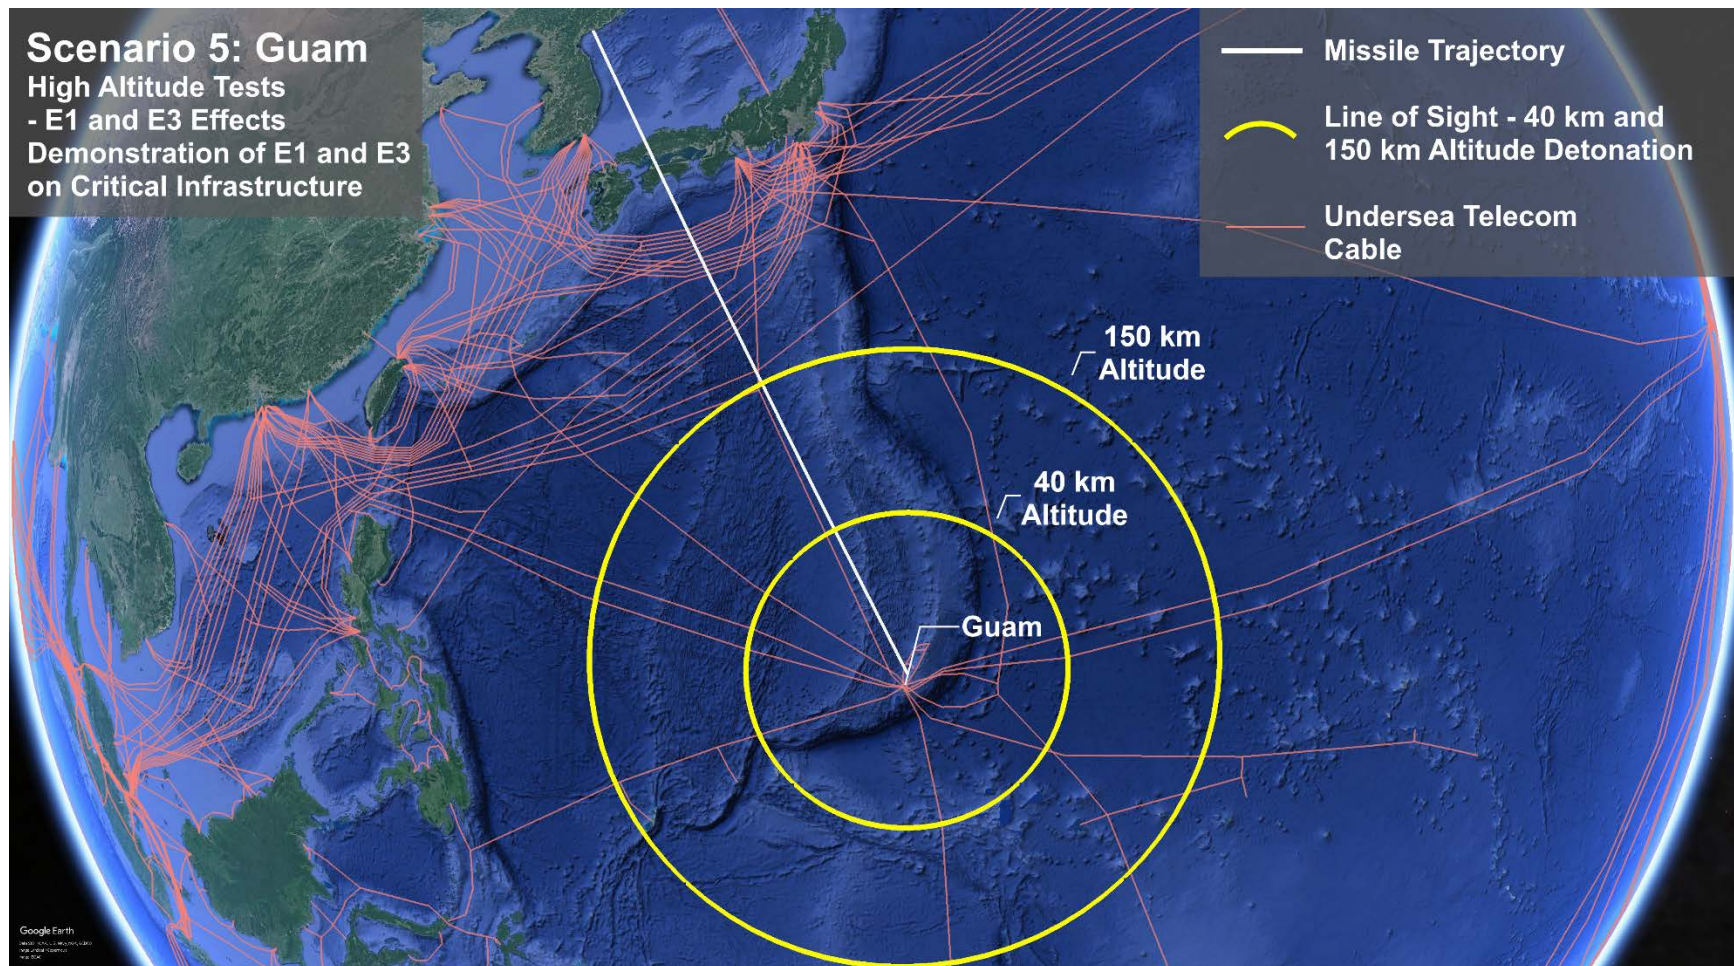 Scenario 5: Guam
High Altitude Tests
- E1 and E3 Effects
Demonstration of E1 and E3
on Critical Infrastructure
Missile Trajectory
Line of Sight - 40 km and
150 km Altitude Detonation
Undersea Telecom
Cable
150 km
Altitude
40 km
Altitude
Guam
Google Earth